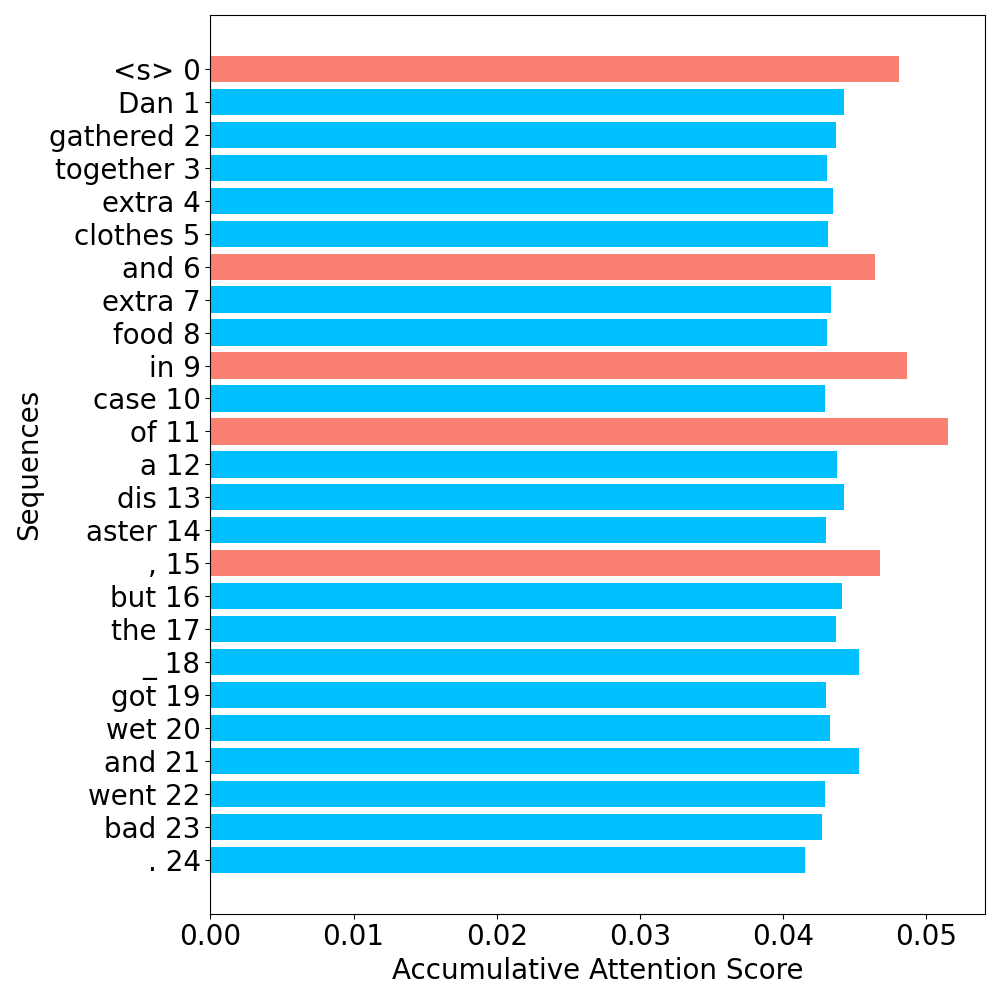 <s> 0
Dan 1
gathered 2
together 3
extra 4
clothes 5
and 6
extra 7
food 8
in 9
case 10
of 11
a 12
dis 13
aster 14
, 15
but 16
the 17
_ 18
got 19
wet 20
and 21
went 22
bad 23
. 24
Sequences
0.00 0.01 0.02 0.03 0.04 0.05
Accumulative Attention Score